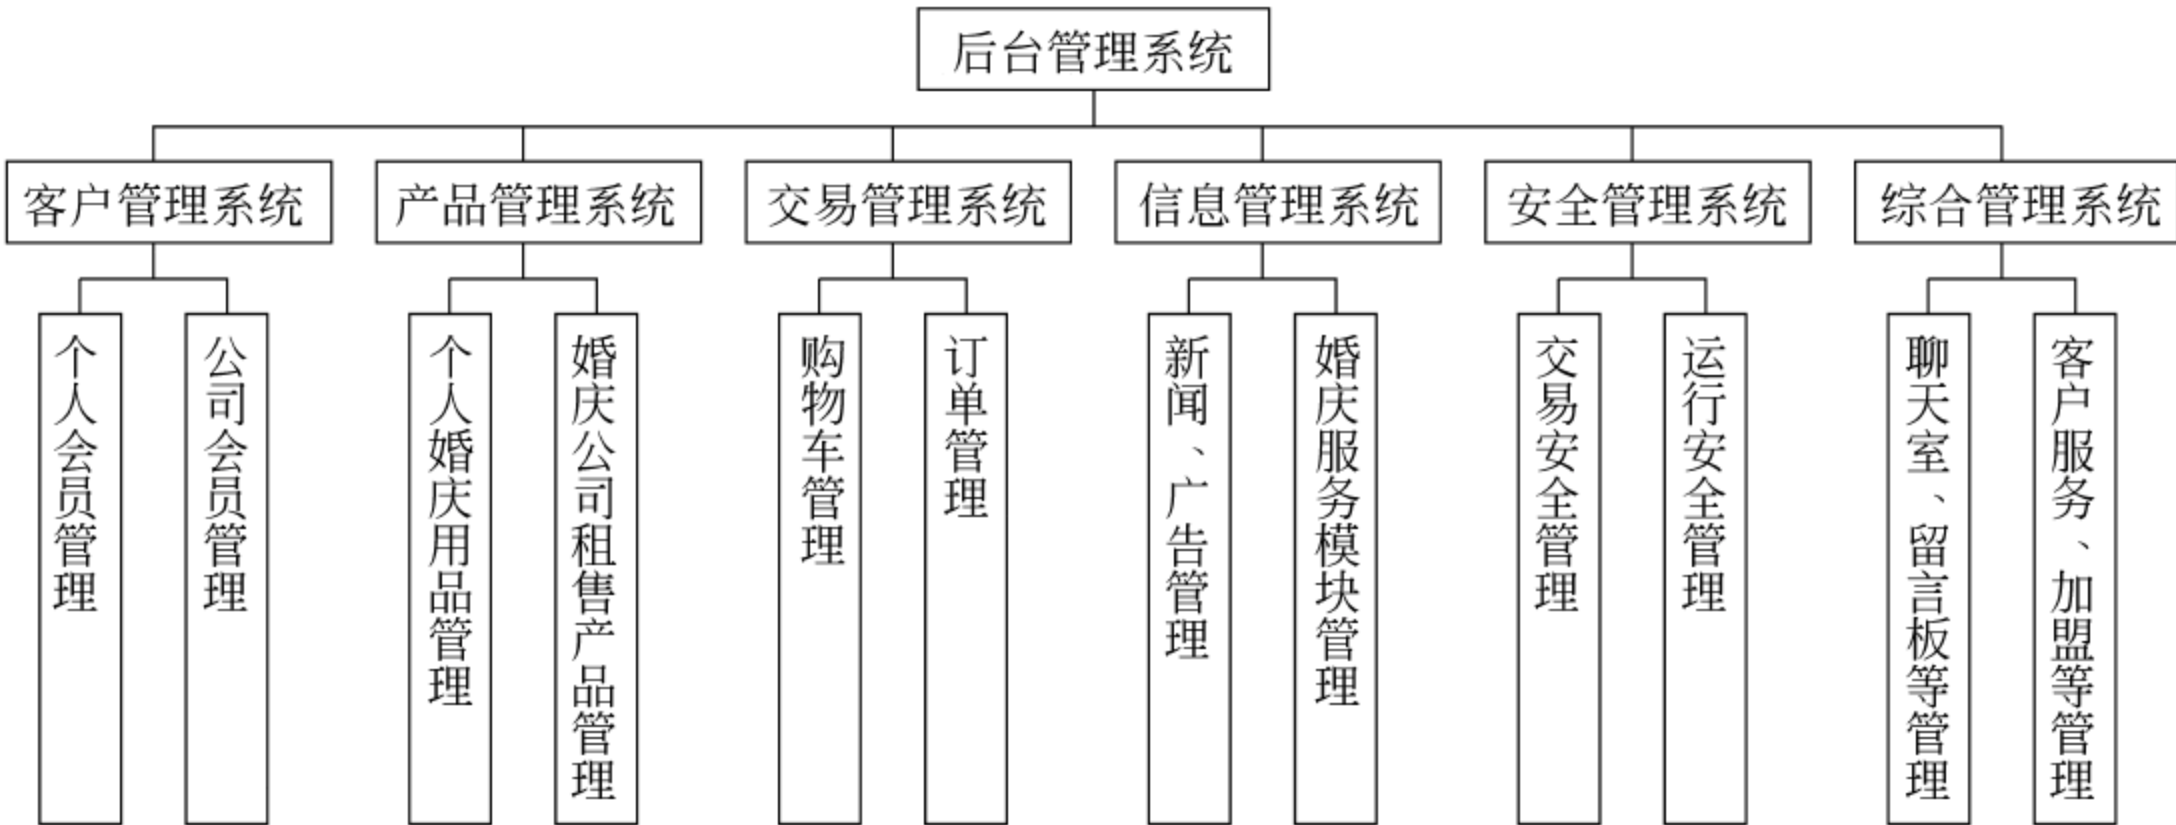 后台管理系统
客户管理系统
产品管理系统
交易管理系统
信息管理系统
安全管理系统
综合管理系统
个人会员管理
公司会员管理
个人婚庆用品管理
婚庆公司租售产品管理
购物车管理
订单管理
新闻、广告管理
婚庆服务模块管理
交易安全管理
运行安全管理
聊天室、留言板等管理
客户服务、加盟等管理